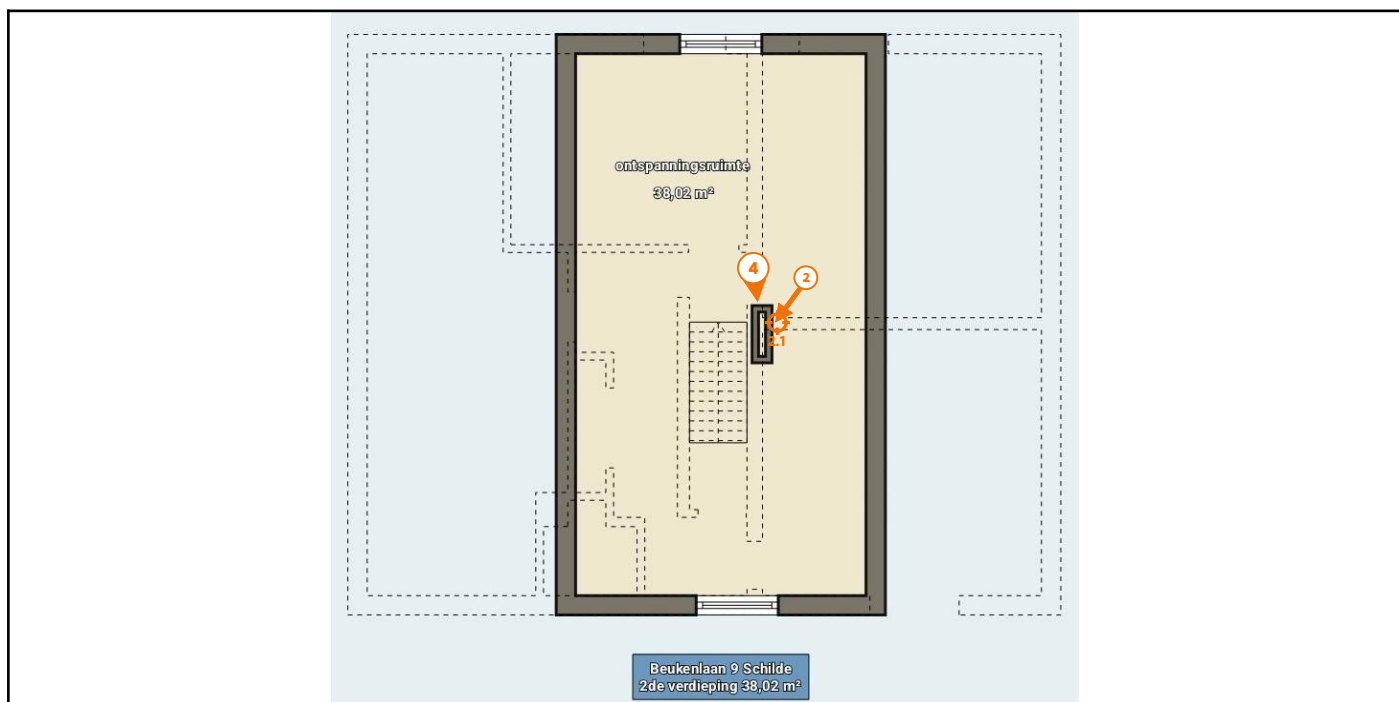 ontspanningsruimte
38,02 m²
4
2
2.1
Beukenlaan 9 Schilde
2de verdieping 38,02 m²